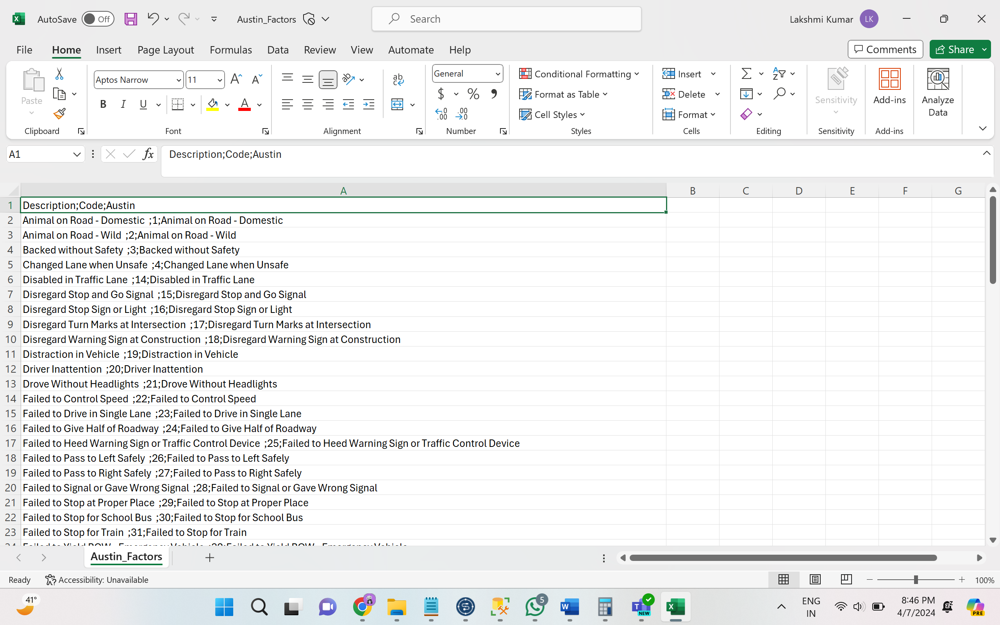 AutoSave Off Austin_Factors Search Lakshmi Kumar LK
File Home Insert Page Layout Formulas Data Review View Automate Help Comments Share
Paste Clipboard
Aptos Narrow 11 B I U A Font
ab Alignment
General $ % Number
Conditional Formatting
Format as Table
Cell Styles
Styles
Insert
Delete
Format
Cells
Editing
Sensitivity
Sensitivity
Add-ins
Add-ins
Analyze
Data
A1 fx Description;Code;Austin
A B C D E F G
1 Description;Code;Austin
2 Animal on Road - Domestic ;1;Animal on Road - Domestic
3 Animal on Road - Wild ;2;Animal on Road - Wild
4 Backed without Safety ;3;Backed without Safety
5 Changed Lane when Unsafe ;4;Changed Lane when Unsafe
6 Disabled in Traffic Lane ;14;Disabled in Traffic Lane
7 Disregard Stop and Go Signal ;15;Disregard Stop and Go Signal
8 Disregard Stop Sign or Light ;16;Disregard Stop Sign or Light
9 Disregard Turn Marks at Intersection ;17;Disregard Turn Marks at Intersection
10 Disregard Warning Sign at Construction ;18;Disregard Warning Sign at Construction
11 Distraction in Vehicle ;19;Distraction in Vehicle
12 Driver Inattention ;20;Driver Inattention
13 Drove Without Headlights ;21;Drove Without Headlights
14 Failed to Control Speed ;22;Failed to Control Speed
15 Failed to Drive in Single Lane ;23;Failed to Drive in Single Lane
16 Failed to Give Half of Roadway ;24;Failed to Give Half of Roadway
17 Failed to Heed Warning Sign or Traffic Control Device ;25;Failed to Heed Warning Sign or Traffic Control Device
18 Failed to Pass to Left Safely ;26;Failed to Pass to Left Safely
19 Failed to Pass to Right Safely ;27;Failed to Pass to Right Safely
20 Failed to Signal or Gave Wrong Signal ;28;Failed to Signal or Gave Wrong Signal
21 Failed to Stop at Proper Place ;29;Failed to Stop at Proper Place
22 Failed to Stop for School Bus ;30;Failed to Stop for School Bus
23 Failed to Stop for Train ;31;Failed to Stop for Train
Austin_Factors
Ready Accessibility: Unavailable 100%
41° 5 NEW ENG
IN
8:46 PM
4/7/2024
PRE